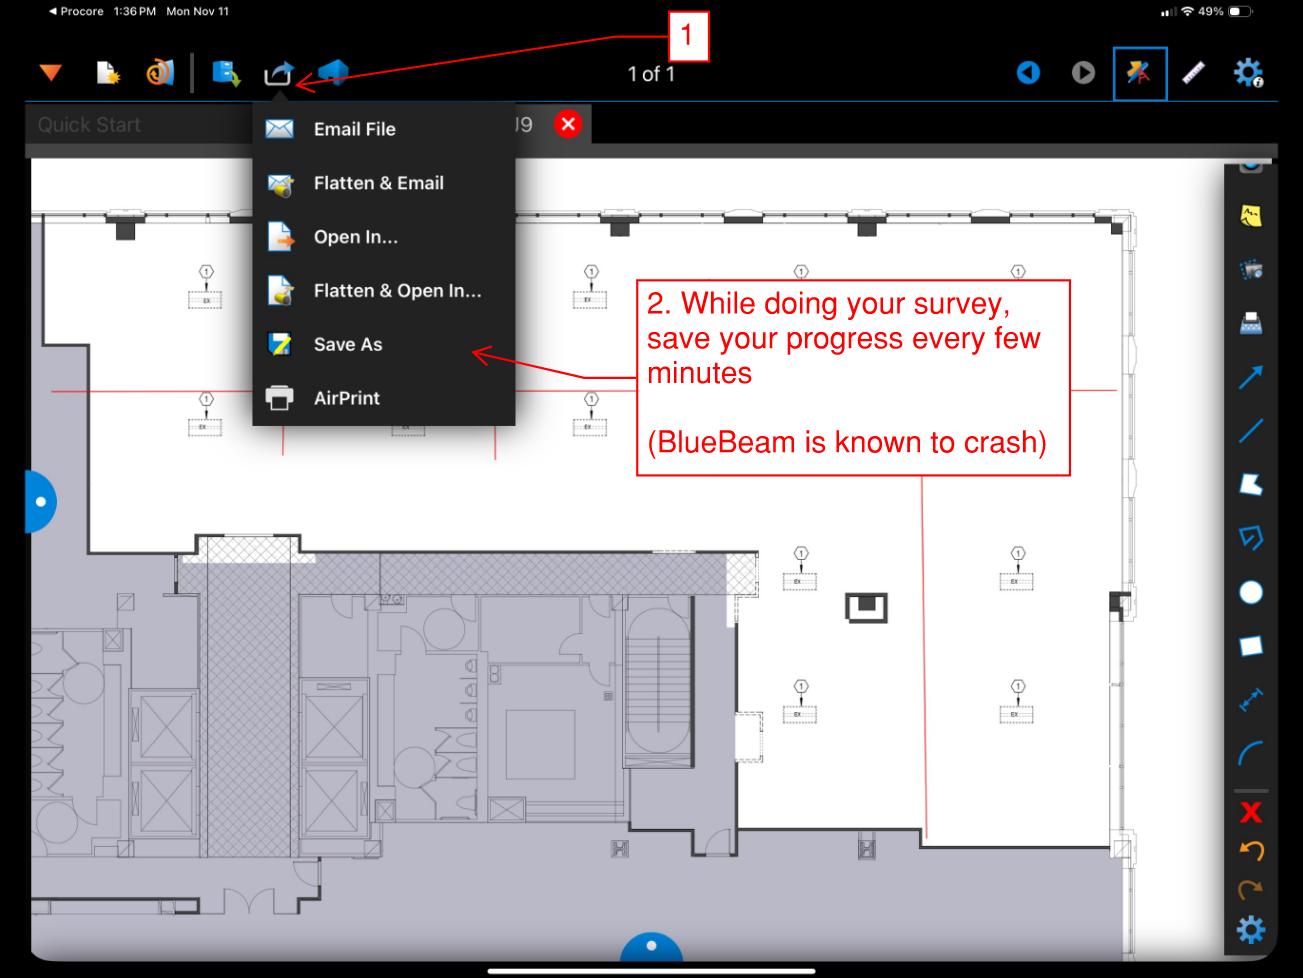 ◀ Procore 1:36 PM Mon Nov 11
49%
1
1 of 1
Quick Start
J9
Email File
Flatten & Email
Open In...
Flatten & Open In...
Save As
AirPrint
1
1
1
1
EX
EX
2. While doing your survey,
save your progress every few
minutes
(BlueBeam is known to crash)
1
1
EX
EX
EX
1
1
EX
EX
1
1
EX
EX